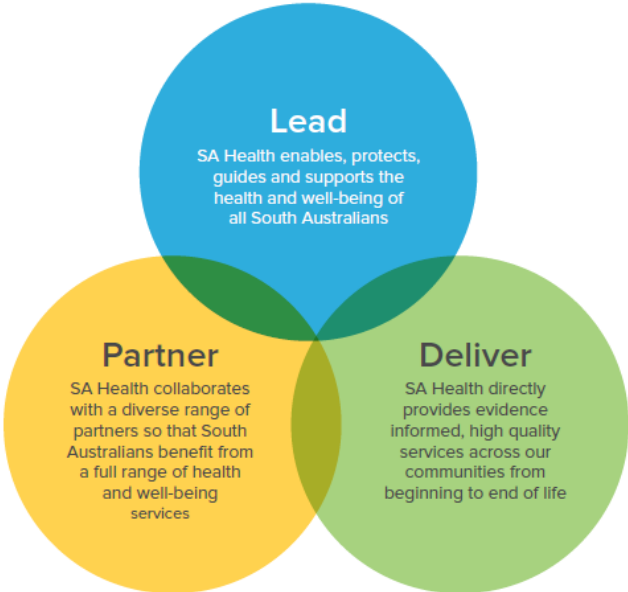 Lead
SA Health enables, protects,
guides and supports the
health and well-being of
all South Australians
Partner
SA Health collaborates
with a diverse range of
partners so that South
Australians benefit from
a full range of health
and well-being
services
Deliver
SA Health directly
provides evidence
informed, high quality
services across our
communities from
beginning to end of life